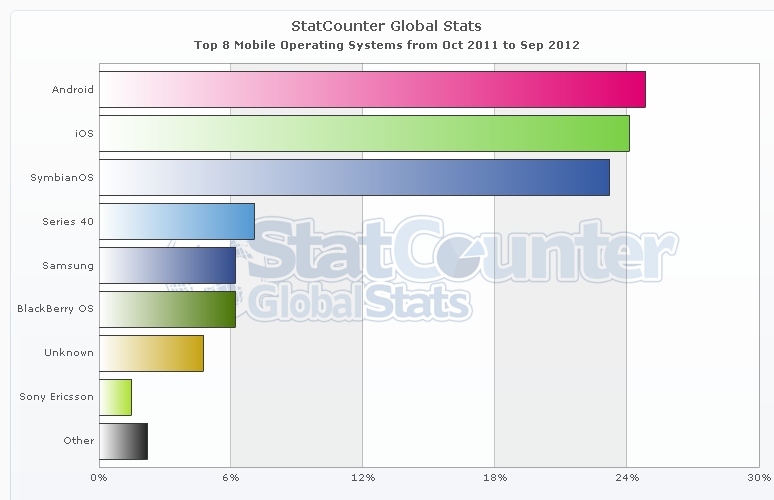 StatCounter Global Stats
Top 8 Mobile Operating Systems from Oct 2011 to Sep 2012
Android
iOS
SymbianOS
Series 40
Samsung
BlackBerry OS
Unknown
Sony Ericsson
Other
StatCounter
GlobalStats
0% 6% 12% 18% 24% 30%